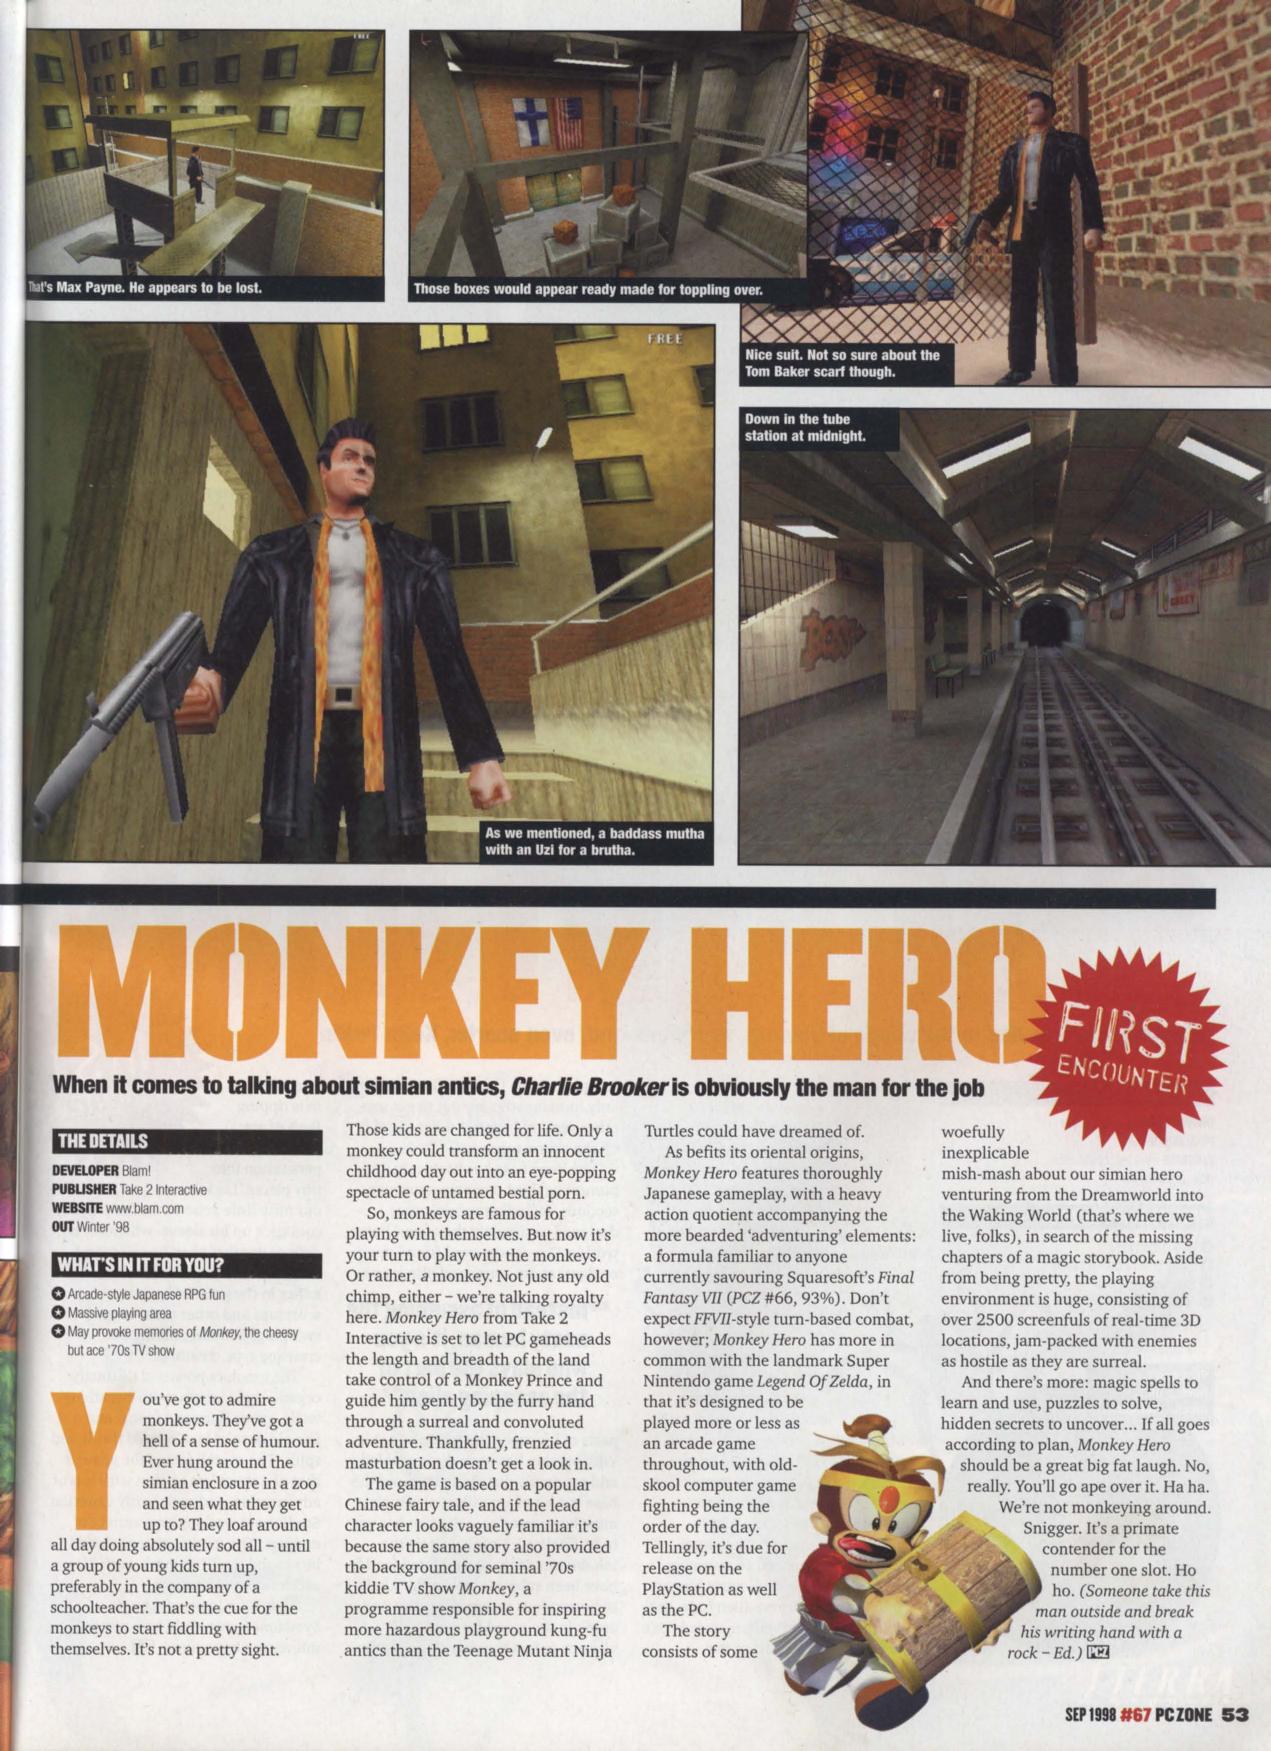 FREE
That's Max Payne. He appears to be lost.
Those boxes would appear ready made for toppling over.
Nice suit. Not so sure about the
Tom Baker scarf though.
FREE
As we mentioned, a baddass mutha
with an Uzi for a brutha.
Down in the tube
station at midnight.
MONKEY HERO
FIRST
ENCOUNTER
When it comes to talking about simian antics, Charlie Brooker is obviously the man for the job
THE DETAILS
DEVELOPER Blam!
PUBLISHER Take 2 Interactive
WEBSITE www.blam.com
OUT Winter '98
WHAT'S IN IT FOR YOU?
Arcade-style Japanese RPG fun
Massive playing area
May provoke memories of Monkey, the cheesy
but ace '70s TV show
You've got to admire
monkeys. They've got a
hell of a sense of humour.
Ever hung around the
simian enclosure in a zoo
and seen what they get
up to? They loaf around
all day doing absolutely sod all – until
a group of young kids turn up,
preferably in the company of a
schoolteacher. That's the cue for the
monkeys to start fiddling with
themselves. It's not a pretty sight.
Those kids are changed for life. Only a
monkey could transform an innocent
childhood day out into an eye-popping
spectacle of untamed bestial porn.
So, monkeys are famous for
playing with themselves. But now it's
your turn to play with the monkeys.
Or rather, a monkey. Not just any old
chimp, either – we're talking royalty
here. Monkey Hero from Take 2
Interactive is set to let PC gameheads
the length and breadth of the land
take control of a Monkey Prince and
guide him gently by the furry hand
through a surreal and convoluted
adventure. Thankfully, frenzied
masturbation doesn't get a look in.
The game is based on a popular
Chinese fairy tale, and if the lead
character looks vaguely familiar it's
because the same story also provided
the background for seminal '70s
kiddie TV show Monkey, a
programme responsible for inspiring
more hazardous playground kung-fu
antics than the Teenage Mutant Ninja
Turtles could have dreamed of.
As befits its oriental origins,
Monkey Hero features thoroughly
Japanese gameplay, with a heavy
action quotient accompanying the
more bearded 'adventuring' elements:
a formula familiar to anyone
currently savouring Squaresoft's Final
Fantasy VII (PCZ #66, 93%). Don't
expect FFVII-style turn-based combat,
however; Monkey Hero has more in
common with the landmark Super
Nintendo game Legend Of Zelda, in
that it's designed to be
played more or less as
an arcade game
throughout, with old-
skool computer game
fighting being the
order of the day.
Tellingly, it's due for
release on the
PlayStation as well
as the PC.
The story
consists of some
woefully
inexplicable
mish-mash about our simian hero
venturing from the Dreamworld into
the Waking World (that's where we
live, folks), in search of the missing
chapters of a magic storybook. Aside
from being pretty, the playing
environment is huge, consisting of
over 2500 screenfuls of real-time 3D
locations, jam-packed with enemies
as hostile as they are surreal.
And there's more: magic spells to
learn and use, puzzles to solve,
hidden secrets to uncover... If all goes
according to plan, Monkey Hero
should be a great big fat laugh. No,
really. You'll go ape over it. Ha ha.
We're not monkeying around.
Snigger. It's a primate
contender for the
number one slot. Ho
ho. (Someone take this
man outside and break
his writing hand with a
rock – Ed.) PCZ
SEP 1998 #67 PC ZONE 53